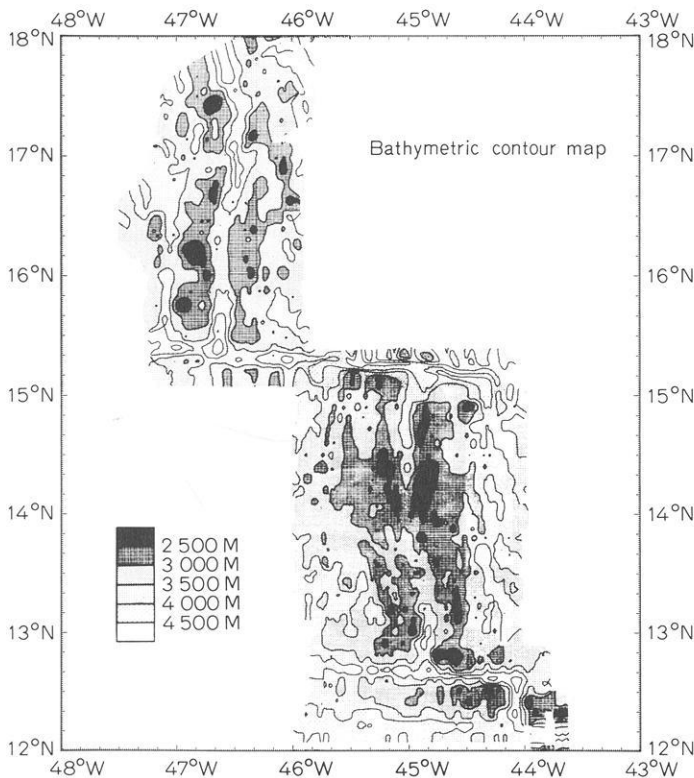 48°W 47°W 46°W 45°W 44°W 43°W
18°N 18°N
Bathymetric contour map
17°N 17°N
16°N 16°N
15°N 15°N
14°N 14°N
2 500 M
3 000 M
3 500 M
4 000 M
4 500 M
13°N 13°N
12°N 12°N
48°W 47°W 46°W 45°W 44°W 43°W